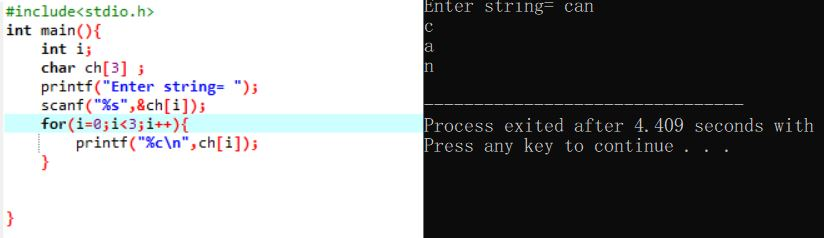 #include<stdio.h>
int main(){
int i;
char ch[3] ;
printf("Enter string= ");
scanf("%s",&ch[i]);
for(i=0;i<3;i++){
printf("%c\n",ch[i]);
}
}
Enter string= can
c
a
n
--------------------------------
Process exited after 4.409 seconds with
Press any key to continue . . .